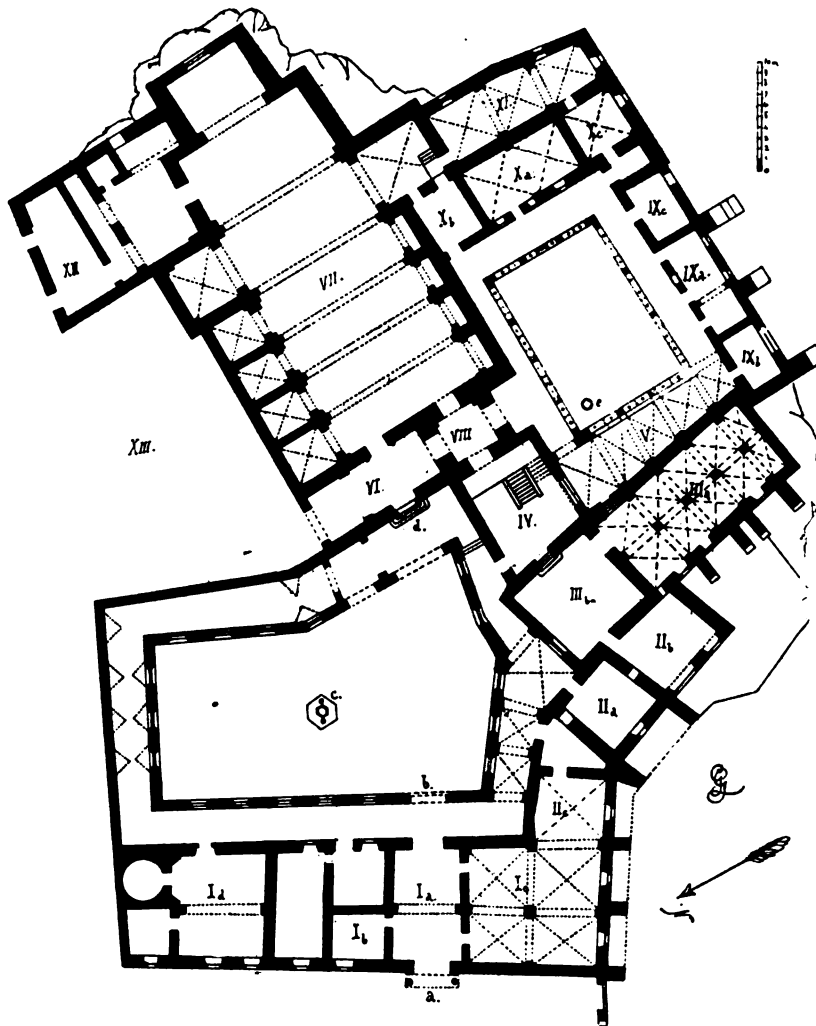 XI.
Xc
Xa.
Xb
IXc
IXa.
IXb
XII
VII.
e
V.
VIII
XIII.
VI.
d.
IV.
IIIa
IIIb
IIb
IIa
c.
b.
IIc
Id
Ia
Ic
Ib
a.